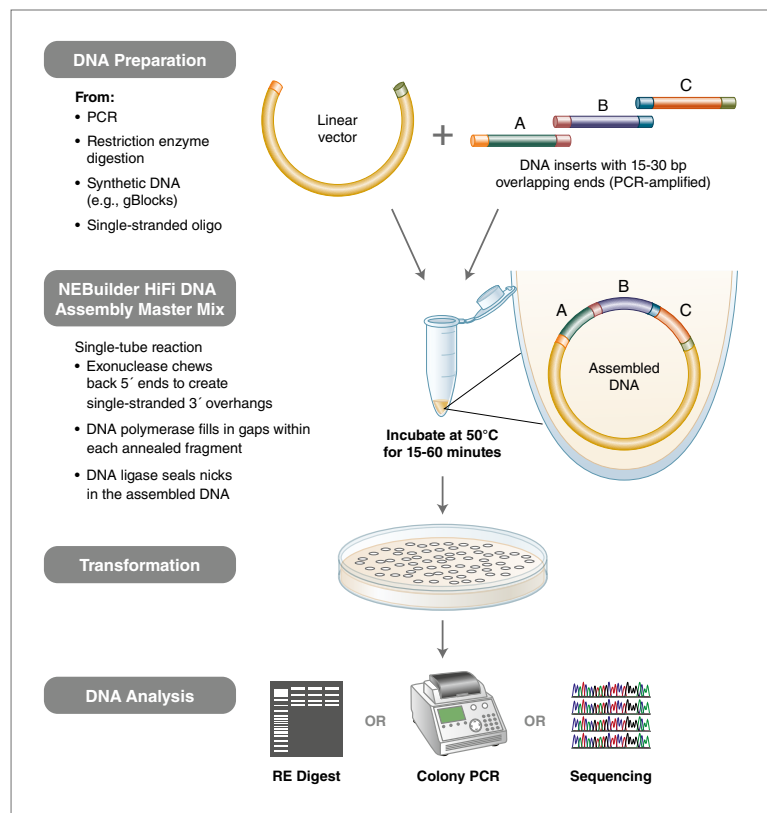 DNA Preparation
From:
• PCR
• Restriction enzyme
digestion
• Synthetic DNA
(e.g., gBlocks)
• Single-stranded oligo
Linear
vector
+
A
B
C
DNA inserts with 15-30 bp
overlapping ends (PCR-amplified)
NEBuilder HiFi DNA
Assembly Master Mix
Single-tube reaction
• Exonuclease chews
back 5´ ends to create
single-stranded 3´ overhangs
• DNA polymerase fills in gaps within
each annealed fragment
• DNA ligase seals nicks
in the assembled DNA
Incubate at 50°C
for 15-60 minutes
A
B
C
Assembled
DNA
Transformation
DNA Analysis
OR
OR
RE Digest
Colony PCR
Sequencing